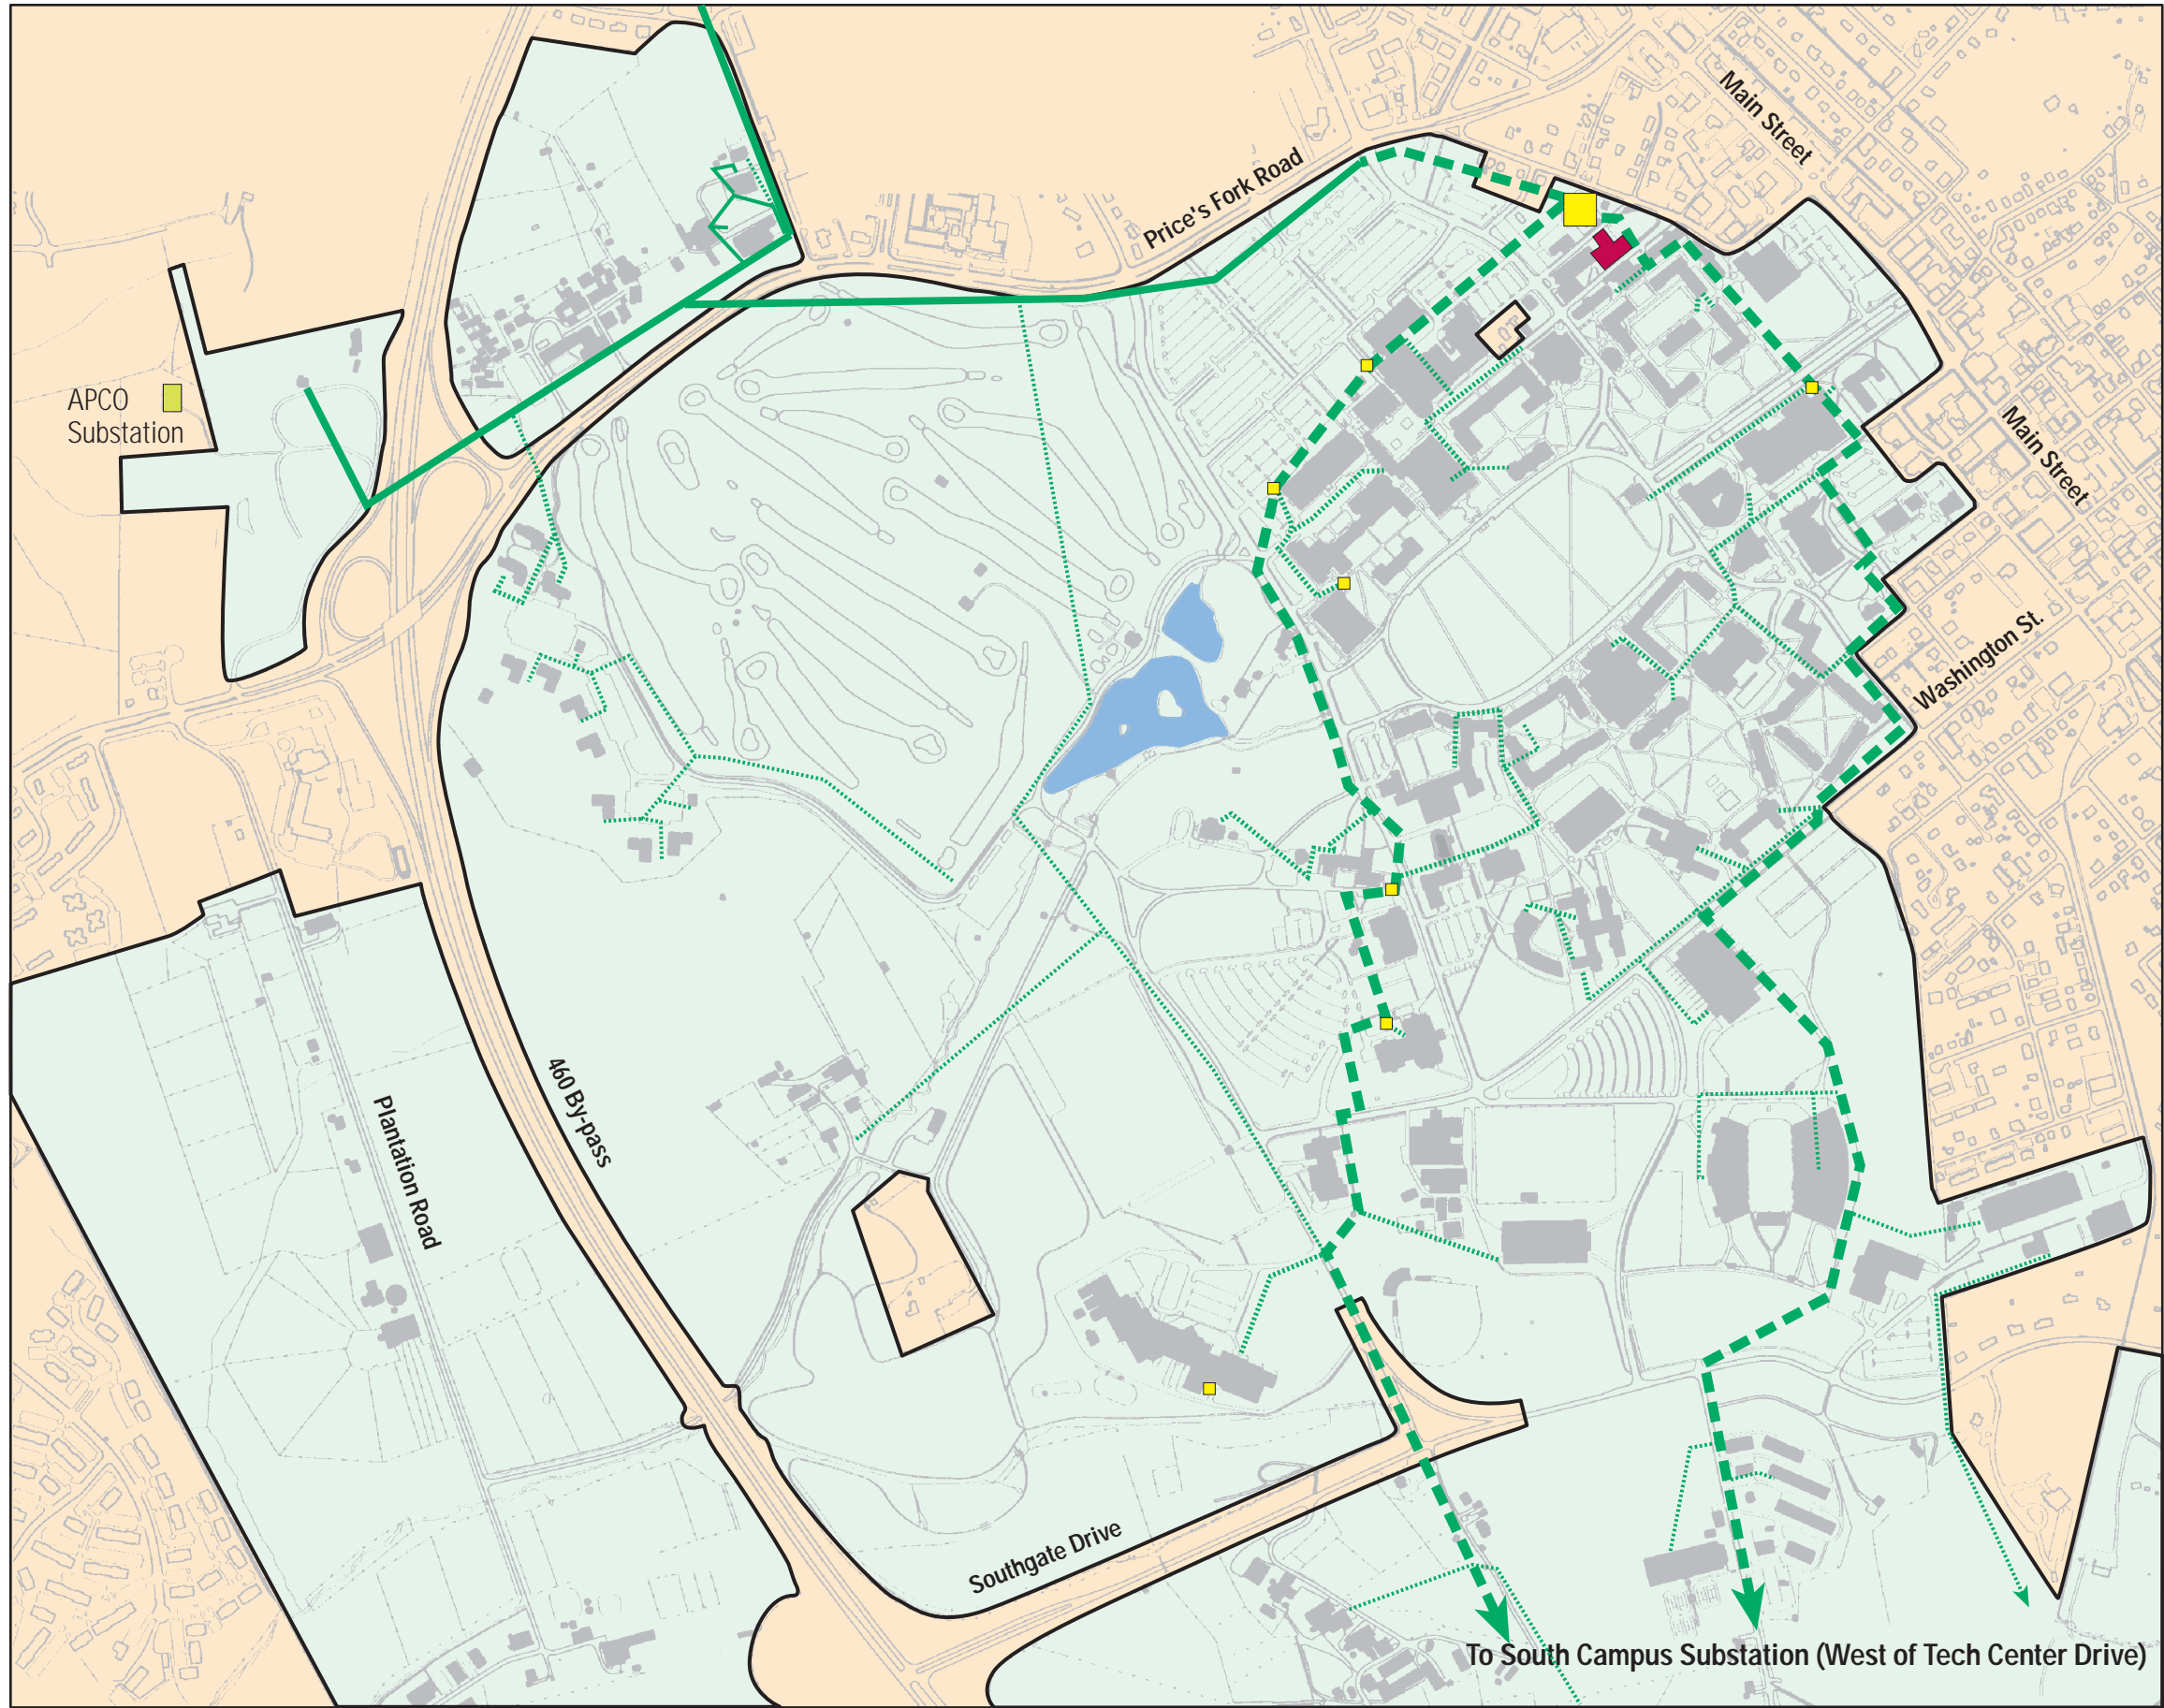 Main Street
Price's Fork Road
APCO
Substation
Main Street
Washington St.
460 By-pass
Plantation Road
Southgate Drive
To South Campus Substation (West of Tech Center Drive)